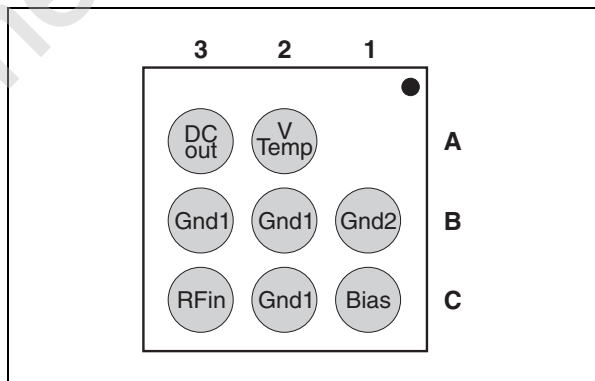 3 2 1
DC out V Temp A
Gnd1 Gnd1 Gnd2 B
RFin Gnd1 Bias C